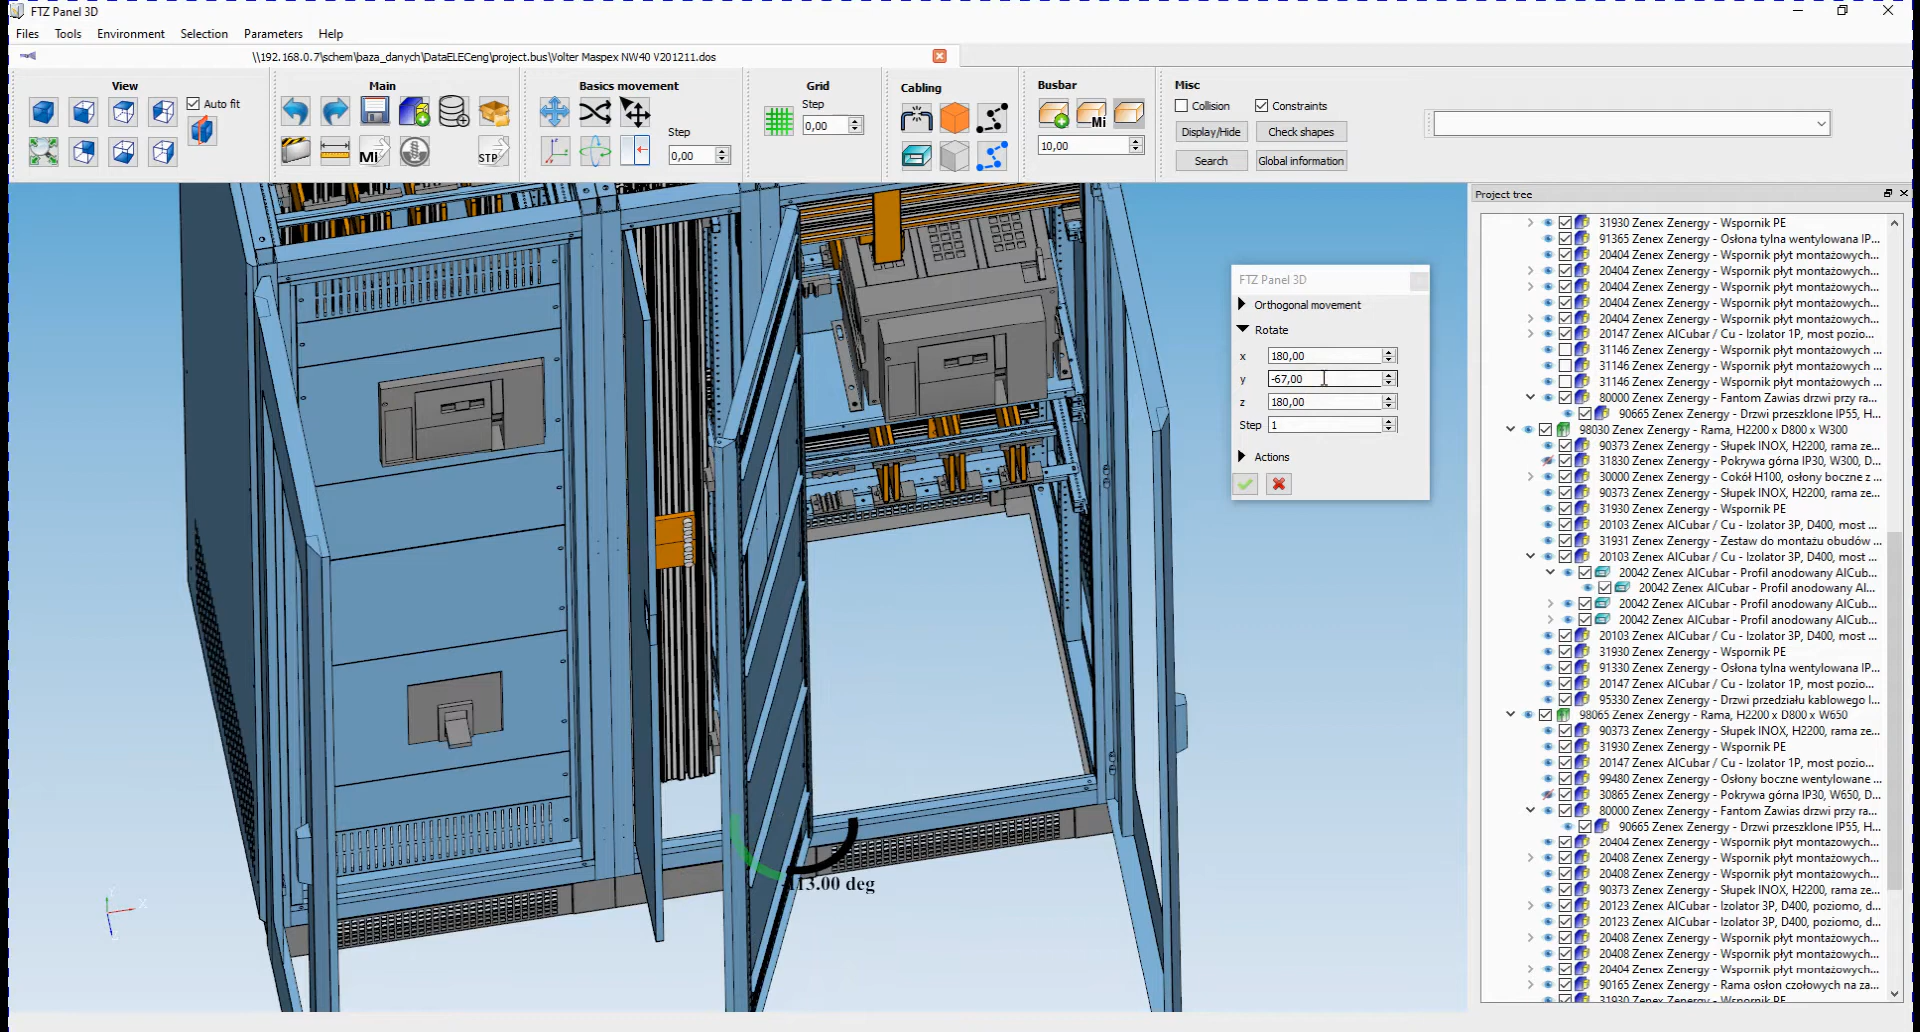 FTZ Panel 3D
Files Tools Environment Selection Parameters Help
\\192.168.0.7\schem\baza_danych\DataELECeng\project.bus\Volter Maspex NW40 V201211.dos
View
Auto fit
Main
Mi
STP
Basics movement
Step
0,00
Grid
Step
0,00
Cabling
Busbar
Mi
10,00
Misc
Collision Constraints
Display/Hide Check shapes
Search Global information
Project tree
31930 Zenex Zenergy - Wspornik PE
91365 Zenex Zenergy - Osłona tylna wentylowana IP...
20404 Zenex Zenergy - Wspornik płyt montażowych...
20404 Zenex Zenergy - Wspornik płyt montażowych...
20404 Zenex Zenergy - Wspornik płyt montażowych...
20404 Zenex Zenergy - Wspornik płyt montażowych...
20404 Zenex Zenergy - Wspornik płyt montażowych...
20147 Zenex AlCubar / Cu - Izolator 1P, most pozio...
31146 Zenex Zenergy - Wspornik płyt montażowych ...
31146 Zenex Zenergy - Wspornik płyt montażowych ...
31146 Zenex Zenergy - Wspornik płyt montażowych ...
80000 Zenex Zenergy - Fantom Zawias drzwi przy ra...
90665 Zenex Zenergy - Drzwi przeszklone IP55, H...
98030 Zenex Zenergy - Rama, H2200 x D800 x W300
90373 Zenex Zenergy - Słupek INOX, H2200, rama ze...
31830 Zenex Zenergy - Pokrywa górna IP30, W300, D...
30000 Zenex Zenergy - Cokół H100, osłony boczne z ...
90373 Zenex Zenergy - Słupek INOX, H2200, rama ze...
31930 Zenex Zenergy - Wspornik PE
20103 Zenex AlCubar / Cu - Izolator 3P, D400, most ...
31931 Zenex Zenergy - Zestaw do montażu obudów ...
20103 Zenex AlCubar / Cu - Izolator 3P, D400, most ...
20042 Zenex AlCubar - Profil anodowany AlCub...
20042 Zenex AlCubar - Profil anodowany Al...
20042 Zenex AlCubar - Profil anodowany AlCub...
20042 Zenex AlCubar - Profil anodowany AlCub...
20103 Zenex AlCubar / Cu - Izolator 3P, D400, most ...
31930 Zenex Zenergy - Wspornik PE
91330 Zenex Zenergy - Osłona tylna wentylowana IP...
20147 Zenex AlCubar / Cu - Izolator 1P, most pozio...
95330 Zenex Zenergy - Drzwi przedziału kablowego I...
98065 Zenex Zenergy - Rama, H2200 x D800 x W650
90373 Zenex Zenergy - Słupek INOX, H2200, rama ze...
31930 Zenex Zenergy - Wspornik PE
20147 Zenex AlCubar / Cu - Izolator 1P, most pozio...
99480 Zenex Zenergy - Osłony boczne wentylowane ...
30865 Zenex Zenergy - Pokrywa górna IP30, W650, D...
80000 Zenex Zenergy - Fantom Zawias drzwi przy ra...
90665 Zenex Zenergy - Drzwi przeszklone IP55, H...
20404 Zenex Zenergy - Wspornik płyt montażowych...
20408 Zenex Zenergy - Wspornik płyt montażowych...
20408 Zenex Zenergy - Wspornik płyt montażowych...
90373 Zenex Zenergy - Słupek INOX, H2200, rama ze...
20123 Zenex AlCubar - Izolator 3P, D400, poziomo, d...
20123 Zenex AlCubar - Izolator 3P, D400, poziomo, d...
20408 Zenex Zenergy - Wspornik płyt montażowych...
20408 Zenex Zenergy - Wspornik płyt montażowych...
20404 Zenex Zenergy - Wspornik płyt montażowych...
90165 Zenex Zenergy - Rama osłon czołowych na za...
31930 Zenex Zenergy - Wspornik PE
FTZ Panel 3D
Orthogonal movement
Rotate
x 180,00
y -67,00
z 180,00
Step 1
Actions
113.00 deg